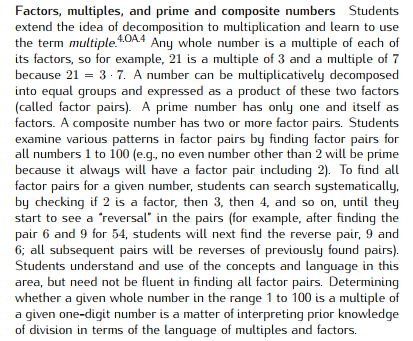 Factors, multiples, and prime and composite numbers Students
extend the idea of decomposition to multiplication and learn to use
the term multiple.4.OA.4 Any whole number is a multiple of each of
its factors, so for example, 21 is a multiple of 3 and a multiple of 7
because 21 = 3 · 7. A number can be multiplicatively decomposed
into equal groups and expressed as a product of these two factors
(called factor pairs). A prime number has only one and itself as
factors. A composite number has two or more factor pairs. Students
examine various patterns in factor pairs by finding factor pairs for
all numbers 1 to 100 (e.g., no even number other than 2 will be prime
because it always will have a factor pair including 2). To find all
factor pairs for a given number, students can search systematically,
by checking if 2 is a factor, then 3, then 4, and so on, until they
start to see a "reversal" in the pairs (for example, after finding the
pair 6 and 9 for 54, students will next find the reverse pair, 9 and
6; all subsequent pairs will be reverses of previously found pairs).
Students understand and use of the concepts and language in this
area, but need not be fluent in finding all factor pairs. Determining
whether a given whole number in the range 1 to 100 is a multiple of
a given one-digit number is a matter of interpreting prior knowledge
of division in terms of the language of multiples and factors.